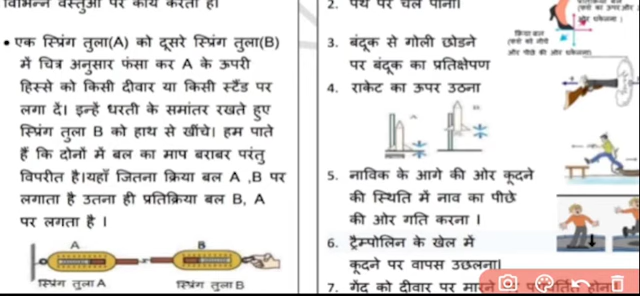 विभिन्न वस्तुओं पर कार्य करता है।
• एक स्प्रिंग तुला(A) को दूसरे स्प्रिंग तुला(B)
में चित्र अनुसार फंसा कर A के ऊपरी
हिस्से को किसी दीवार या किसी स्टैंड पर
लगा दें। इन्हें धरती के समांतर रखते हुए
स्प्रिंग तुला B को हाथ से खींचे। हम पाते
हैं कि दोनों में बल का माप बराबर परंतु
विपरीत है।यहाँ जितना क्रिया बल A ,B पर
लगाता है उतना ही प्रतिक्रिया बल B, A
पर लगता है ।
A
B
स्प्रिंग तुला A
स्प्रिंग तुला B
2. पथ पर चल पाना।
3. बंदूक से गोली छोडने
पर बंदूक का प्रतिक्षेपण
4. राकेट का ऊपर उठना
5. नाविक के आगे की ओर कूदने
की स्थिति में नाव का पीछे
की ओर गति करना ।
6. ट्रैम्पोलिन के खेल में
कूदने पर वापस उछलना।
7. गेंद को दीवार पर मारने
होना
क्रिया बल